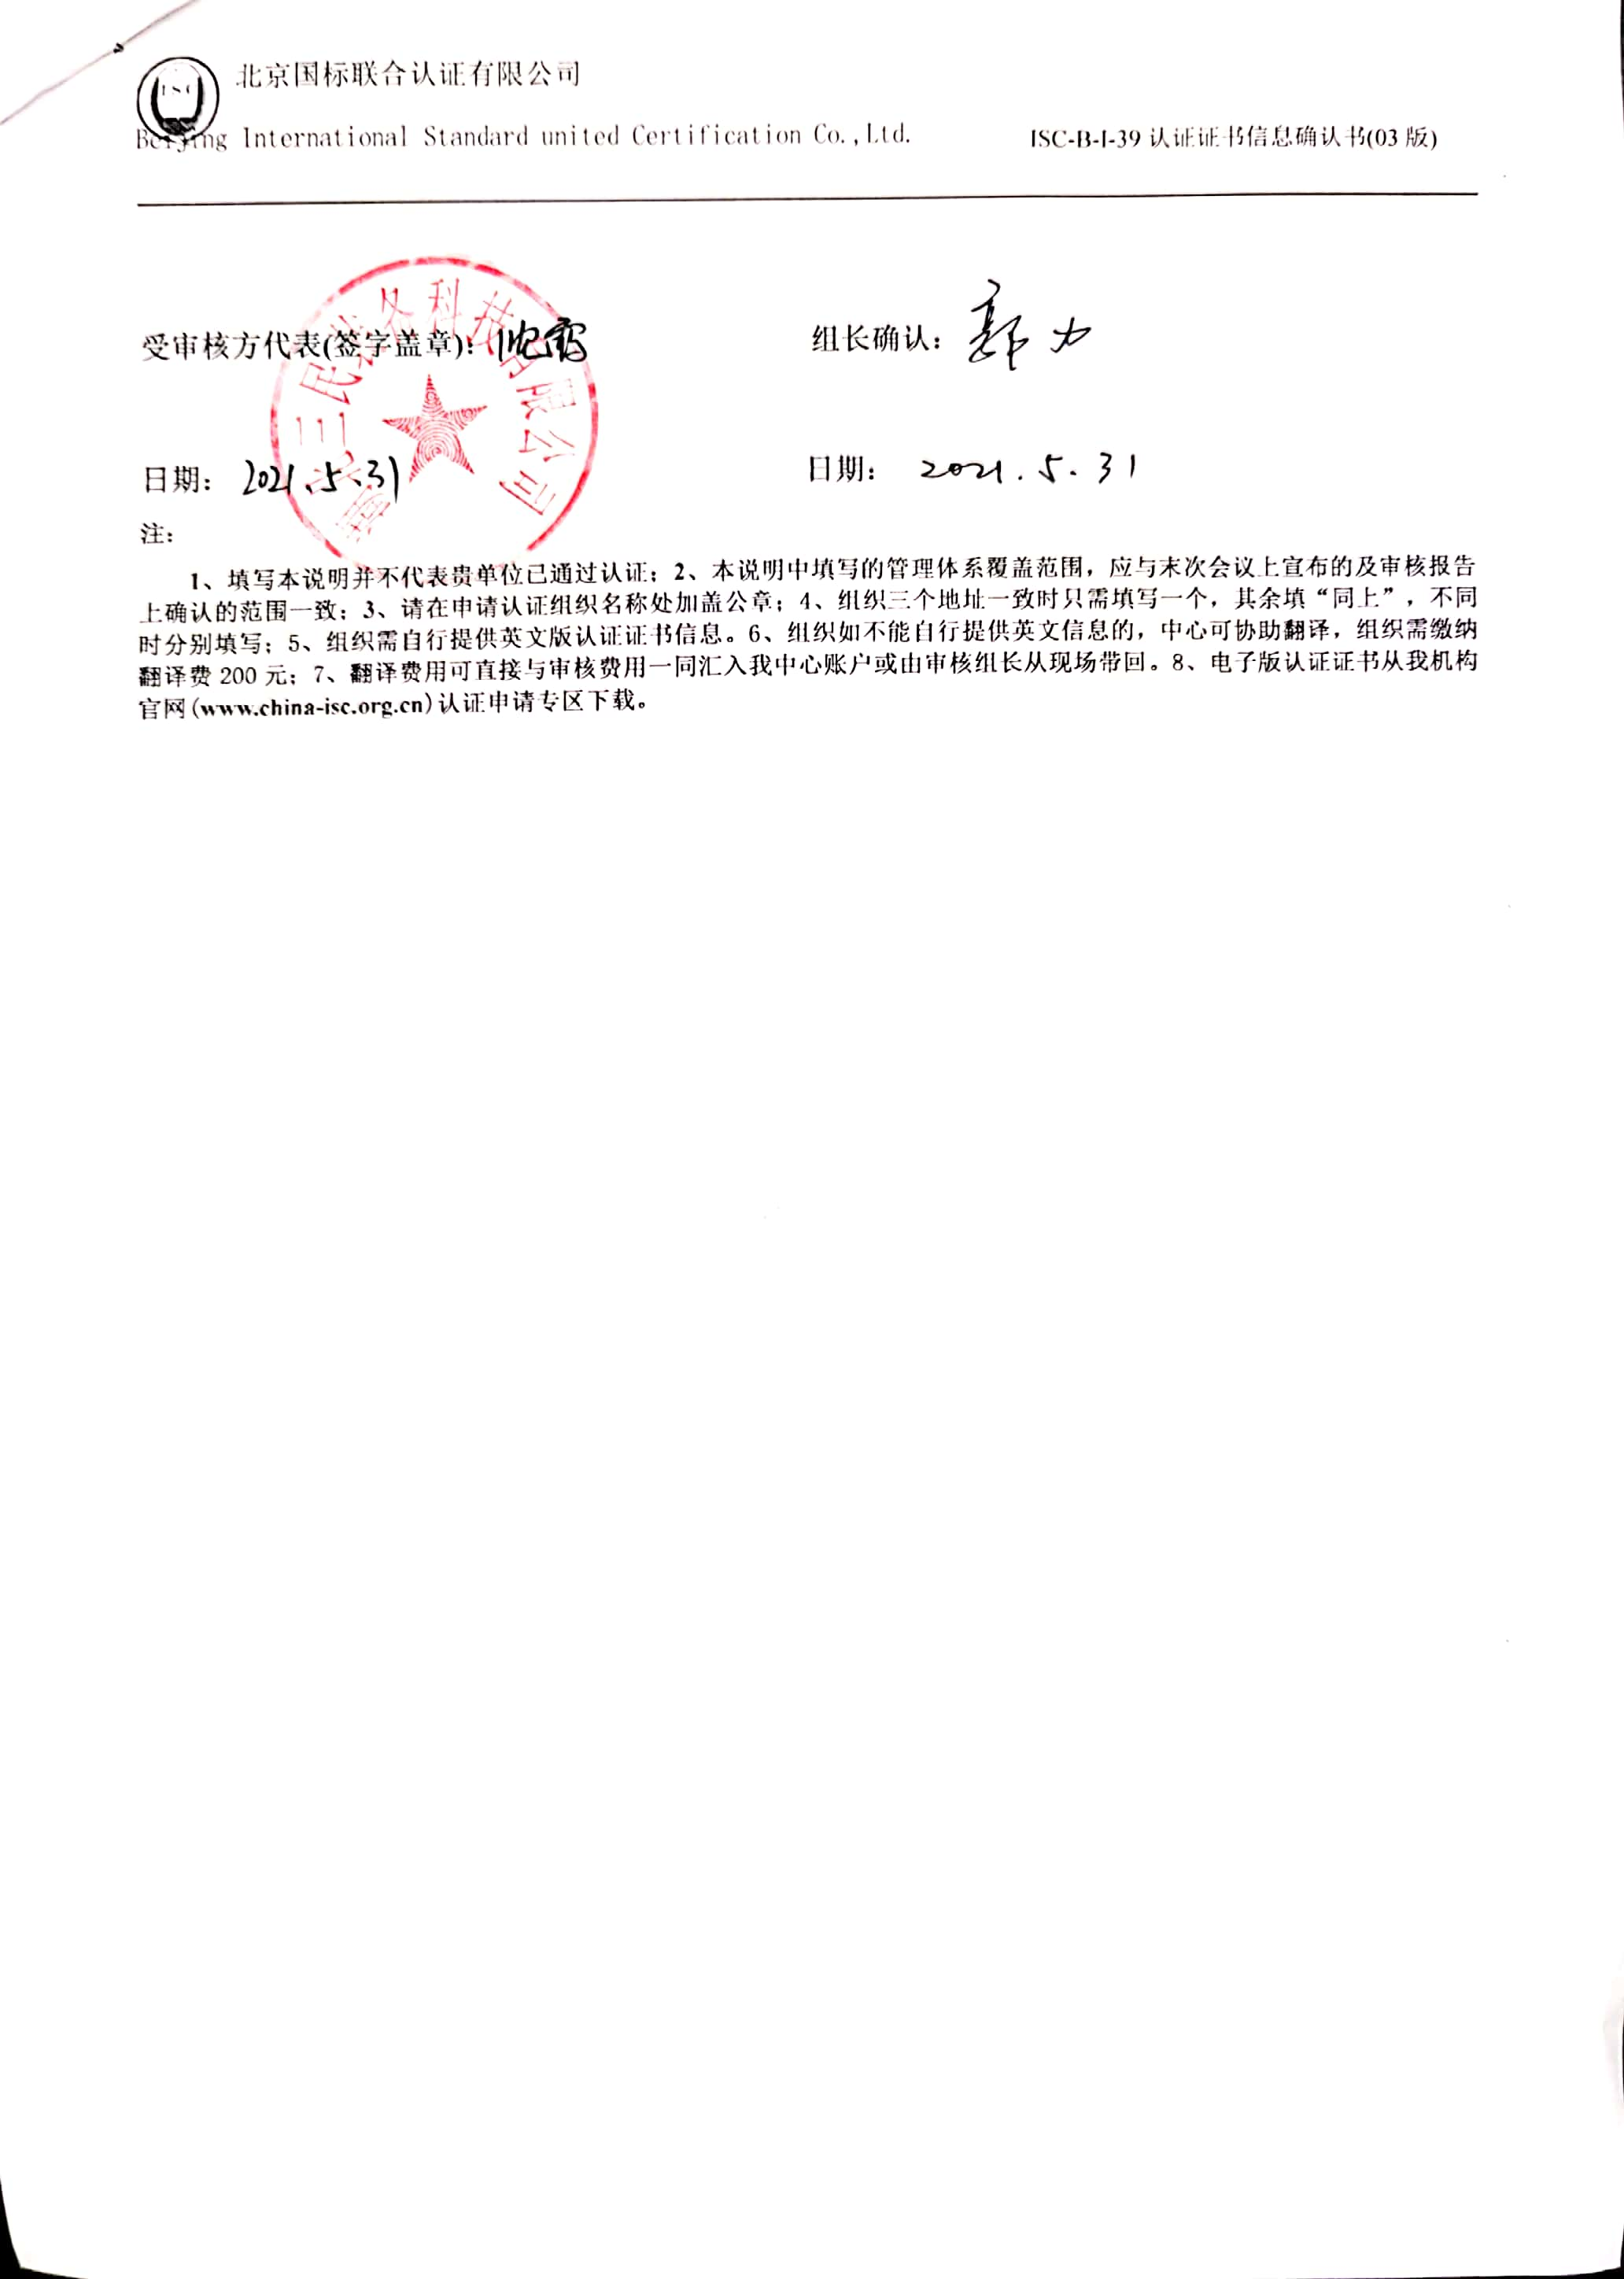 ISC
北京国标联合认证有限公司
Beijing International Standard united Certification Co.,Ltd.
ISC-B-I-39 认证证书信息确认书(03 版)
受审核方代表(签字盖章):
组长确认: 郭力
三民 务科技有限公司
日期: 2021.5.31
日期: 2021.5.31
注:
1、填写本说明并不代表贵单位已通过认证; 2、本说明中填写的管理体系覆盖范围, 应与末次会议上宣布的及审核报告
上确认的范围一致; 3、请在申请认证组织名称处加盖公章; 4、组织三个地址一致时只需填写一个, 其余填“同上”, 不同
时分别填写; 5、组织需自行提供英文版认证证书信息。6、组织如不能自行提供英文信息的, 中心可协助翻译, 组织需缴纳
翻译费 200 元; 7、翻译费用可直接与审核费用一同汇入我中心账户或由审核组长从现场带回。8、电子版认证证书从我机构
官网(www.china-isc.org.cn)认证申请专区下载。